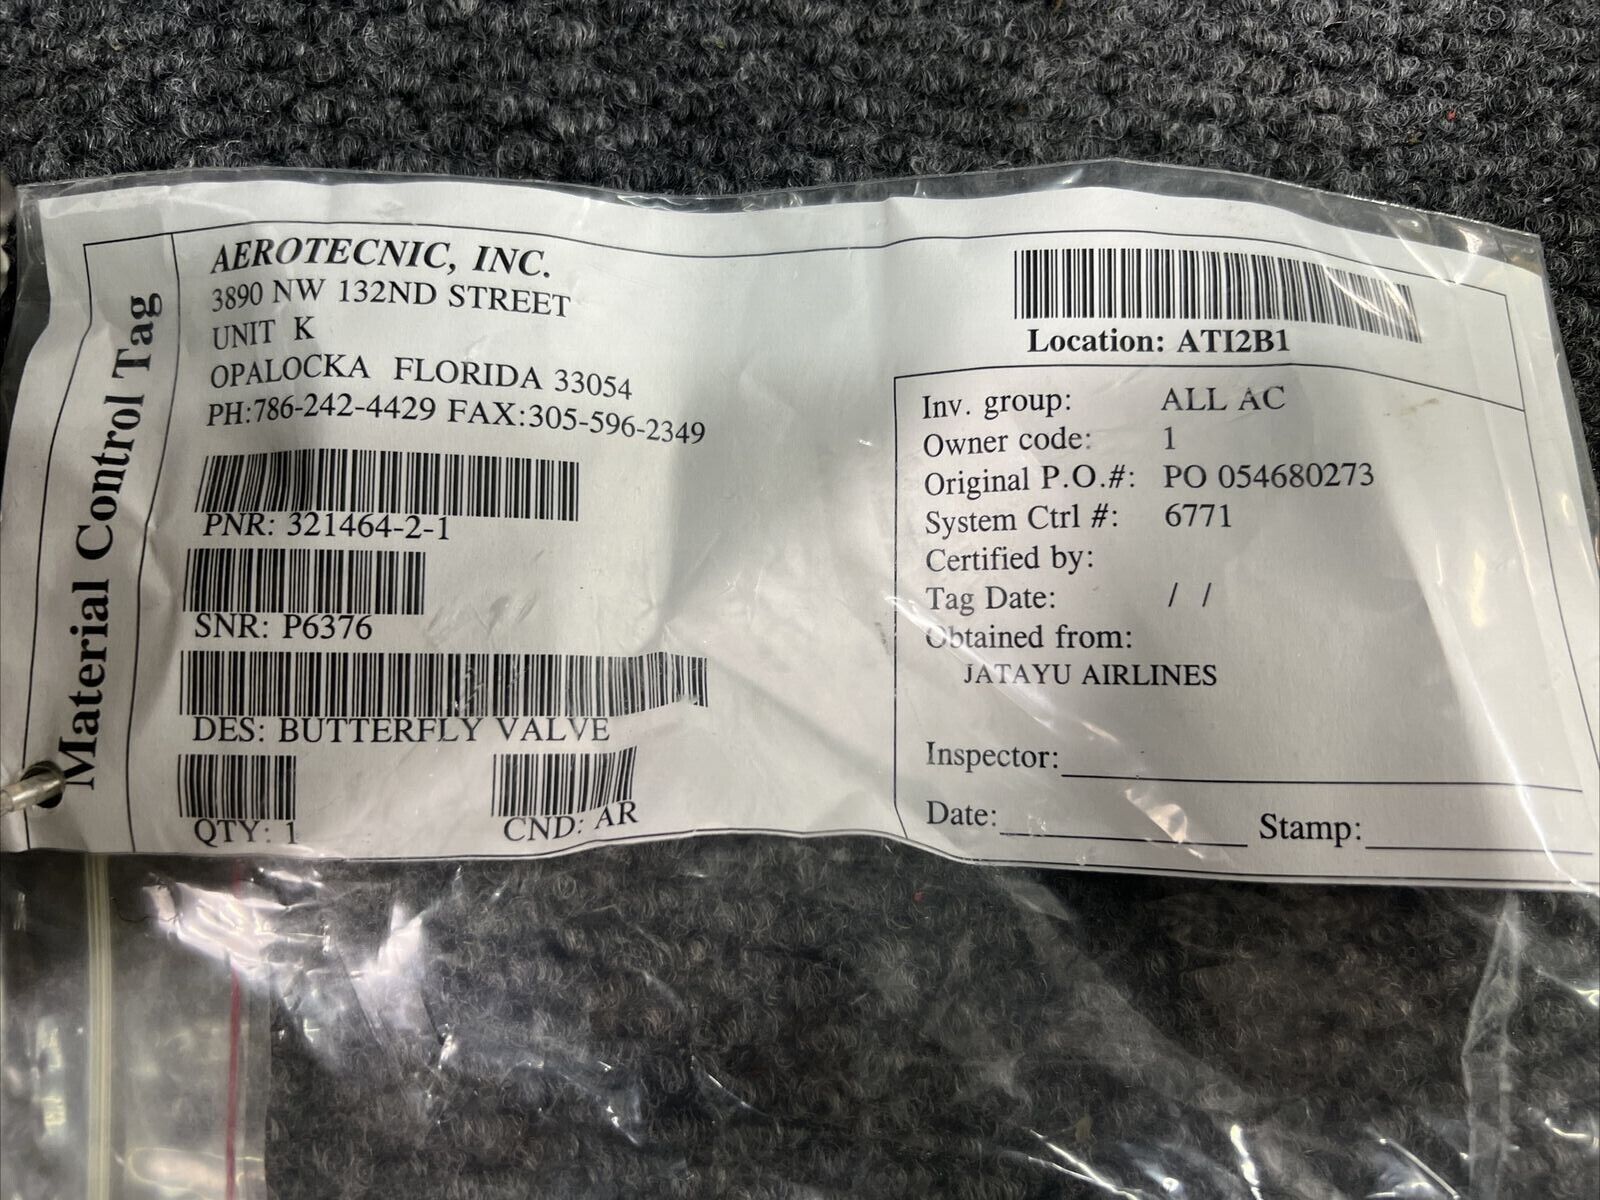 Material Control Tag
AEROTECNIC, INC.
3890 NW 132ND STREET
UNIT K
OPALOCKA FLORIDA 33054
PH:786-242-4429 FAX:305-596-2349
PNR: 321464-2-1
SNR: P6376
DES: BUTTERFLY VALVE
QTY: 1 CND: AR
Location: ATI2B1
Inv. group: ALL AC
Owner code: 1
Original P.O.#: PO 054680273
System Ctrl #: 6771
Certified by:
Tag Date: / /
Obtained from:
JATAYU AIRLINES
Inspector:
Date: Stamp: